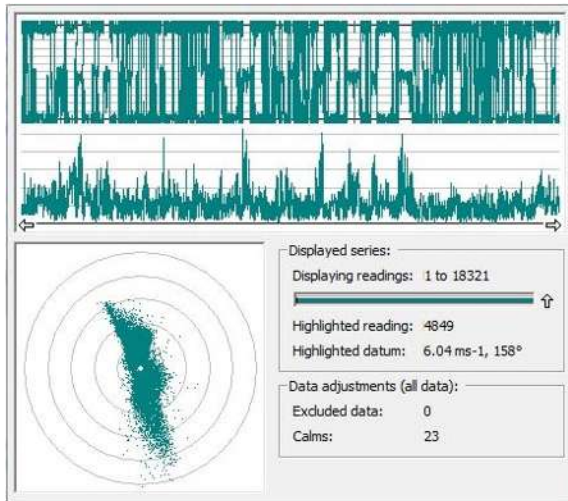 Displayed series:
Displaying readings: 1 to 18321
Highlighted reading: 4849
Highlighted datum: 6.04 ms-1, 158°
Data adjustments (all data):
Excluded data: 0
Calms: 23